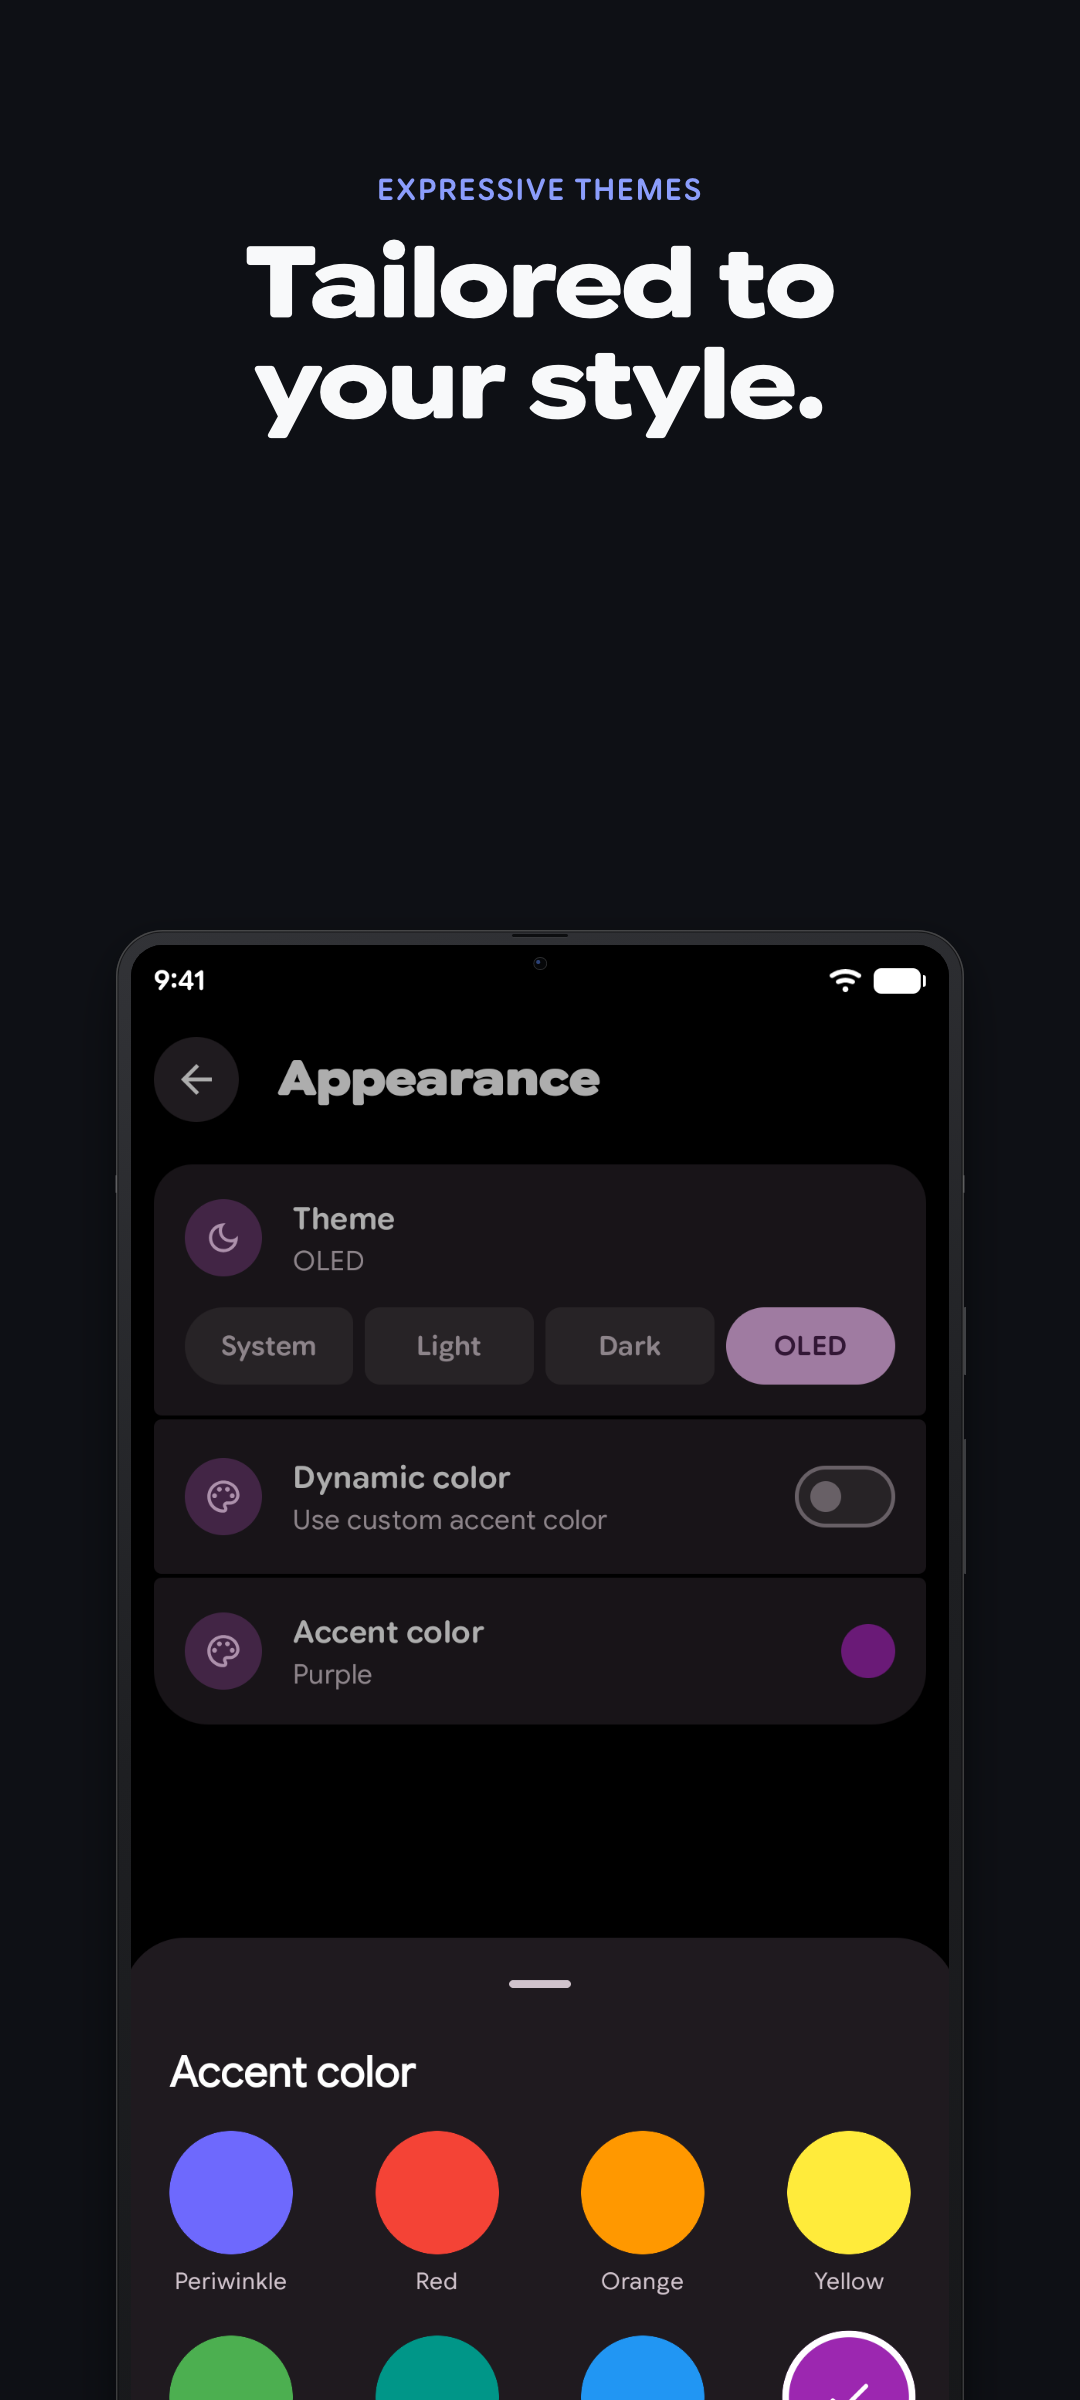 EXPRESSIVE THEMES
Tailored to
your style.
9:41
Appearance
Theme
OLED
System
Light
Dark
OLED
Dynamic color
Use custom accent color
Accent color
Purple
Accent color
Periwinkle
Red
Orange
Yellow